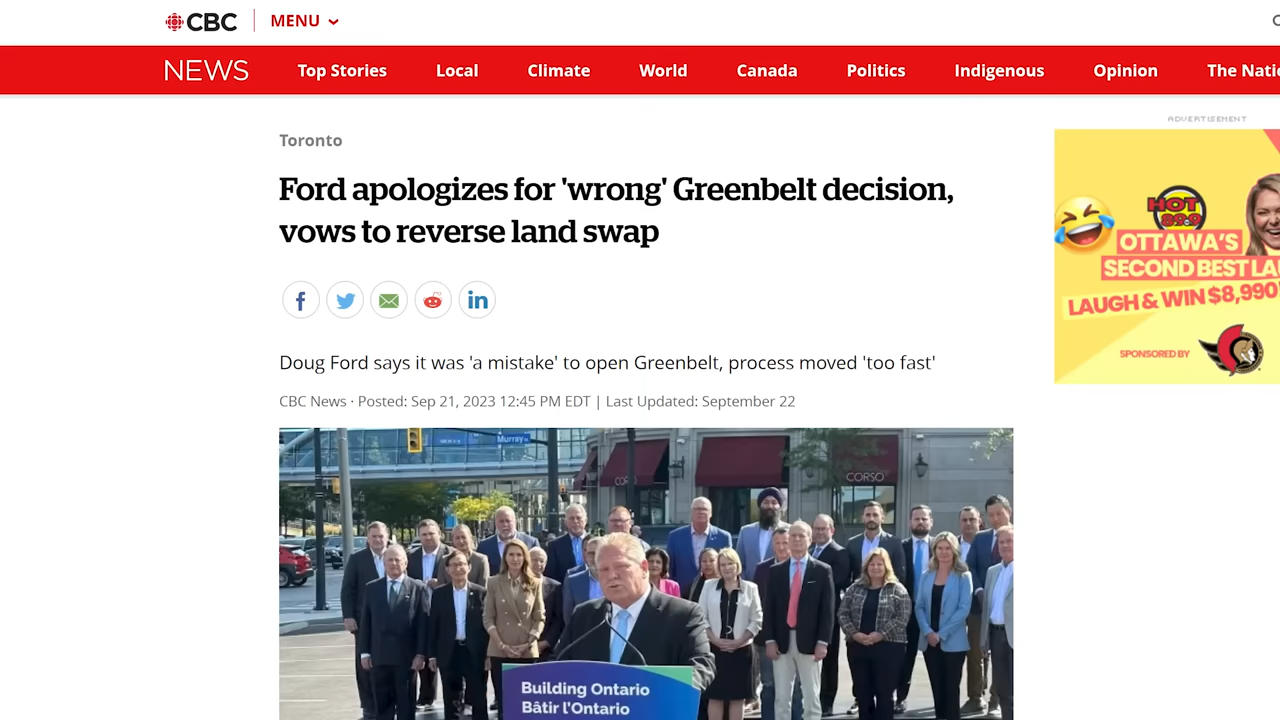 CBC
MENU
NEWS
Top Stories
Local
Climate
World
Canada
Politics
Indigenous
Opinion
The Nati
Toronto
Ford apologizes for 'wrong' Greenbelt decision,
vows to reverse land swap
Doug Ford says it was 'a mistake' to open Greenbelt, process moved 'too fast'
CBC News · Posted: Sep 21, 2023 12:45 PM EDT | Last Updated: September 22
ADVERTISEMENT
HOT
89.9
OTTAWA'S
SECOND BEST LA
LAUGH & WIN $8,990
SPONSORED BY
Murray
CORSO
Building Ontario
Bâtir l'Ontario